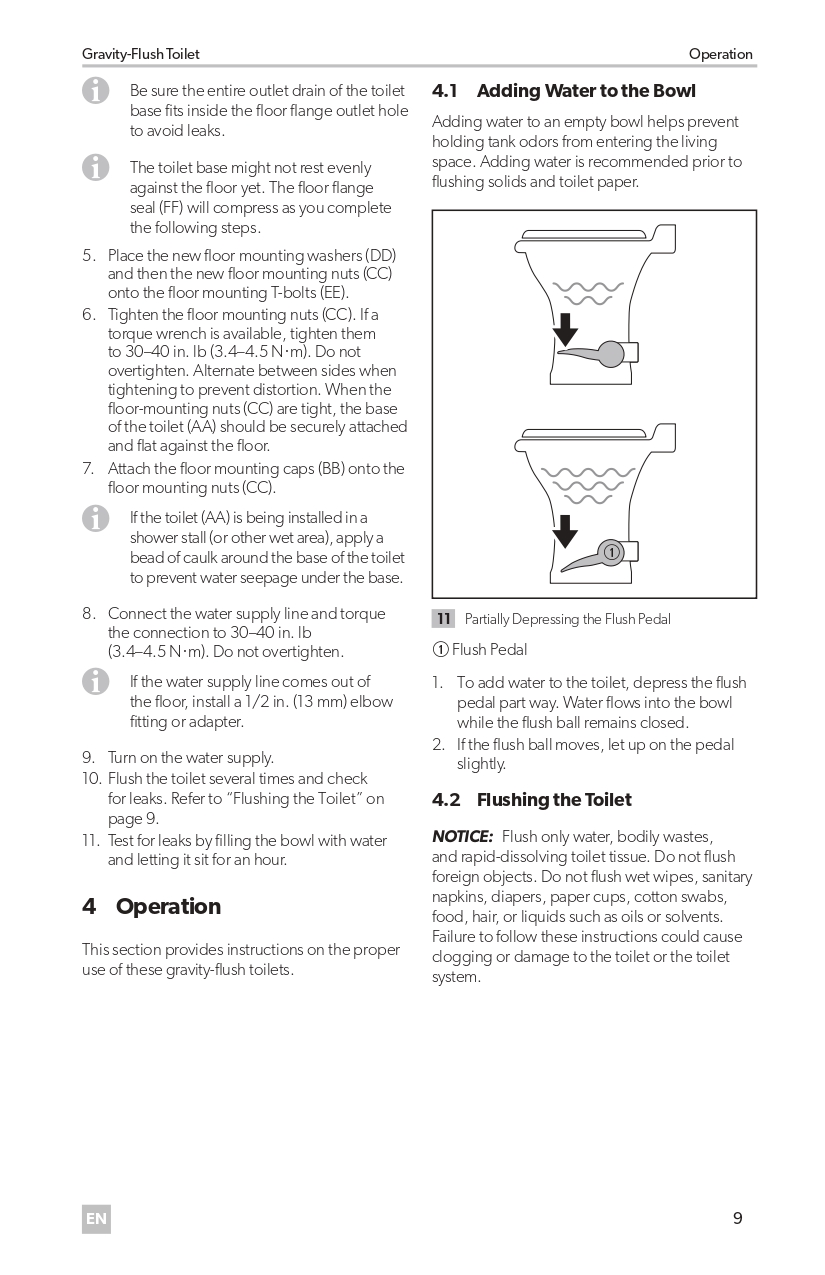 Gravity-Flush Toilet
Operation
Be sure the entire outlet drain of the toilet
base fits inside the floor flange outlet hole
to avoid leaks.
The toilet base might not rest evenly
against the floor yet. The floor flange
seal (FF) will compress as you complete
the following steps.
5. Place the new floor mounting washers (DD)
and then the new floor mounting nuts (CC)
onto the floor mounting T-bolts (EE).
6. Tighten the floor mounting nuts (CC). If a
torque wrench is available, tighten them
to 30–40 in. lb (3.4–4.5 N•m). Do not
overtighten. Alternate between sides when
tightening to prevent distortion. When the
floor-mounting nuts (CC) are tight, the base
of the toilet (AA) should be securely attached
and flat against the floor.
7. Attach the floor mounting caps (BB) onto the
floor mounting nuts (CC).
If the toilet (AA) is being installed in a
shower stall (or other wet area), apply a
bead of caulk around the base of the toilet
to prevent water seepage under the base.
8. Connect the water supply line and torque
the connection to 30–40 in. lb
(3.4–4.5 N•m). Do not overtighten.
If the water supply line comes out of
the floor, install a 1/2 in. (13 mm) elbow
fitting or adapter.
9. Turn on the water supply.
10. Flush the toilet several times and check
for leaks. Refer to “Flushing the Toilet” on
page 9.
11. Test for leaks by filling the bowl with water
and letting it sit for an hour.
4 Operation
This section provides instructions on the proper
use of these gravity-flush toilets.
4.1 Adding Water to the Bowl
Adding water to an empty bowl helps prevent
holding tank odors from entering the living
space. Adding water is recommended prior to
flushing solids and toilet paper.
①
11 Partially Depressing the Flush Pedal
① Flush Pedal
1. To add water to the toilet, depress the flush
pedal part way. Water flows into the bowl
while the flush ball remains closed.
2. If the flush ball moves, let up on the pedal
slightly.
4.2 Flushing the Toilet
NOTICE: Flush only water, bodily wastes,
and rapid-dissolving toilet tissue. Do not flush
foreign objects. Do not flush wet wipes, sanitary
napkins, diapers, paper cups, cotton swabs,
food, hair, or liquids such as oils or solvents.
Failure to follow these instructions could cause
clogging or damage to the toilet or the toilet
system.
EN
9